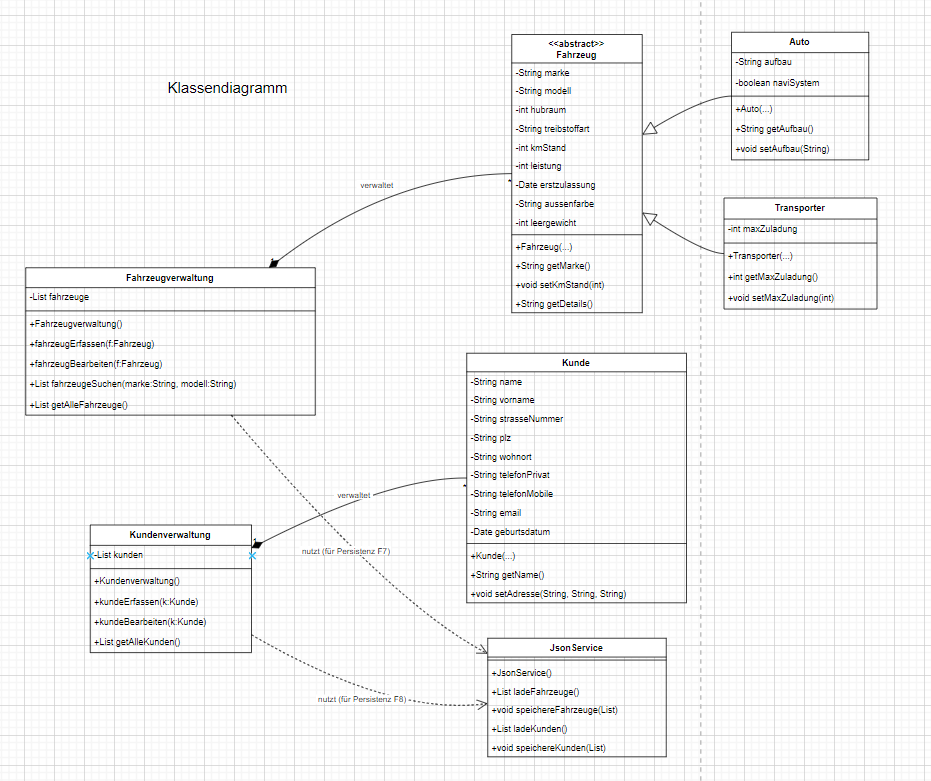 Klassendiagramm
<<abstract>>
Fahrzeug
-String marke
-String modell
-int hubraum
-String treibstoffart
-int kmStand
-int leistung
-Date erstzulassung
-String aussenfarbe
-int leergewicht
+Fahrzeug(...)
+String getMarke()
+void setKmStand(int)
+String getDetails()
Auto
-String aufbau
-boolean naviSystem
+Auto(...)
+String getAufbau()
+void setAufbau(String)
Transporter
-int maxZuladung
+Transporter(...)
+int getMaxZuladung()
+void setMaxZuladung(int)
verwaltet
*
1
Fahrzeugverwaltung
-List fahrzeuge
+Fahrzeugverwaltung()
+fahrzeugErfassen(f:Fahrzeug)
+fahrzeugBearbeiten(f:Fahrzeug)
+List fahrzeugeSuchen(marke:String, modell:String)
+List getAlleFahrzeuge()
Kunde
-String name
-String vorname
-String strasseNummer
-String plz
-String wohnort
-String telefonPrivat
-String telefonMobile
-String email
-Date geburtsdatum
+Kunde(...)
+String getName()
+void setAdresse(String, String, String)
verwaltet
*
1
Kundenverwaltung
-List kunden
+Kundenverwaltung()
+kundeErfassen(k:Kunde)
+kundeBearbeiten(k:Kunde)
+List getAlleKunden()
nutzt (für Persistenz F7)
nutzt (für Persistenz F8)
JsonService
+JsonService()
+List ladeFahrzeuge()
+void speichereFahrzeuge(List)
+List ladeKunden()
+void speichereKunden(List)